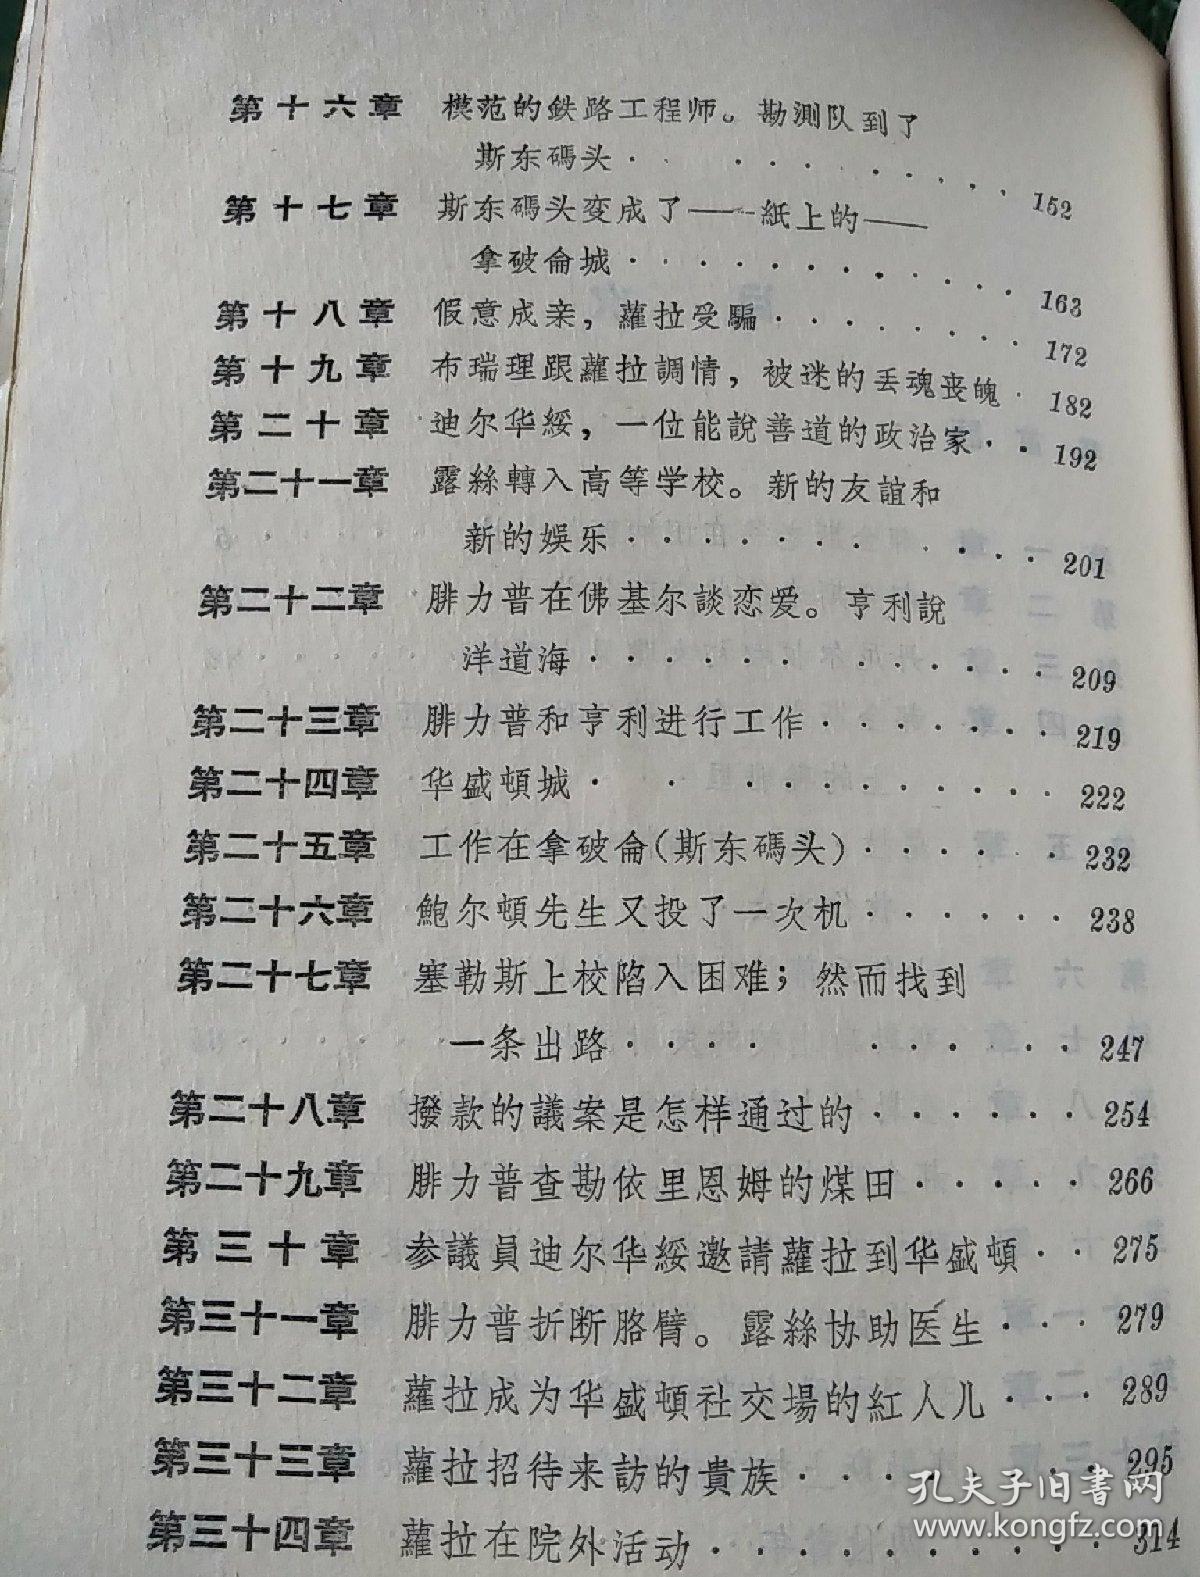 第十六章 模范的鉄路工程师。勘测队到了
斯东碼头 · · · · · · · · · · 152
第十七章 斯东碼头变成了——紙上的——
拿破侖城 · · · · · · · · · · · 163
第十八章 假意成亲，蘿拉受騙 · · · · · · · · 172
第十九章 布瑞理跟蘿拉調情，被迷的丢魂丧魄 · 182
第二十章 迪尔华綏，一位能說善道的政治家 · · 192
第二十一章 露絲轉入高等学校。新的友誼和
新的娱乐 · · · · · · · · · · · 201
第二十二章 腓力普在佛基尔談恋爱。亨利說
洋道海 · · · · · · · · · · · · 209
第二十三章 腓力普和亨利进行工作 · · · · · · · 219
第二十四章 华盛頓城 · · · · · · · · · · · 222
第二十五章 工作在拿破侖（斯东碼头） · · · · · · 232
第二十六章 鮑尔頓先生又投了一次机 · · · · · · 238
第二十七章 塞勒斯上校陷入困难；然而找到
一条出路 · · · · · · · · · · 247
第二十八章 撥款的議案是怎样通过的 · · · · · · 254
第二十九章 腓力普查勘依里恩姆的煤田 · · · · · 266
第三十章 参議員迪尔华綏邀請蘿拉到华盛頓 · · 275
第三十一章 腓力普折断胳臂。露絲协助医生 · · · 279
第三十二章 蘿拉成为华盛頓社交場的紅人儿 · · · 289
第三十三章 蘿拉招待来訪的貴族 · · · · · · · · 295
第三十四章 蘿拉在院外活动 · · · · · · · · · · 314
孔夫子旧書网
www.kongfz.com